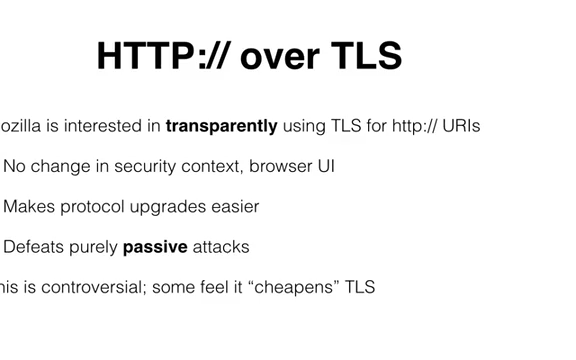 HTTP:// over TLS
ozilla is interested in transparently using TLS for http:// URIs
No change in security context, browser UI
Makes protocol upgrades easier
Defeats purely passive attacks
his is controversial; some feel it “cheapens” TLS